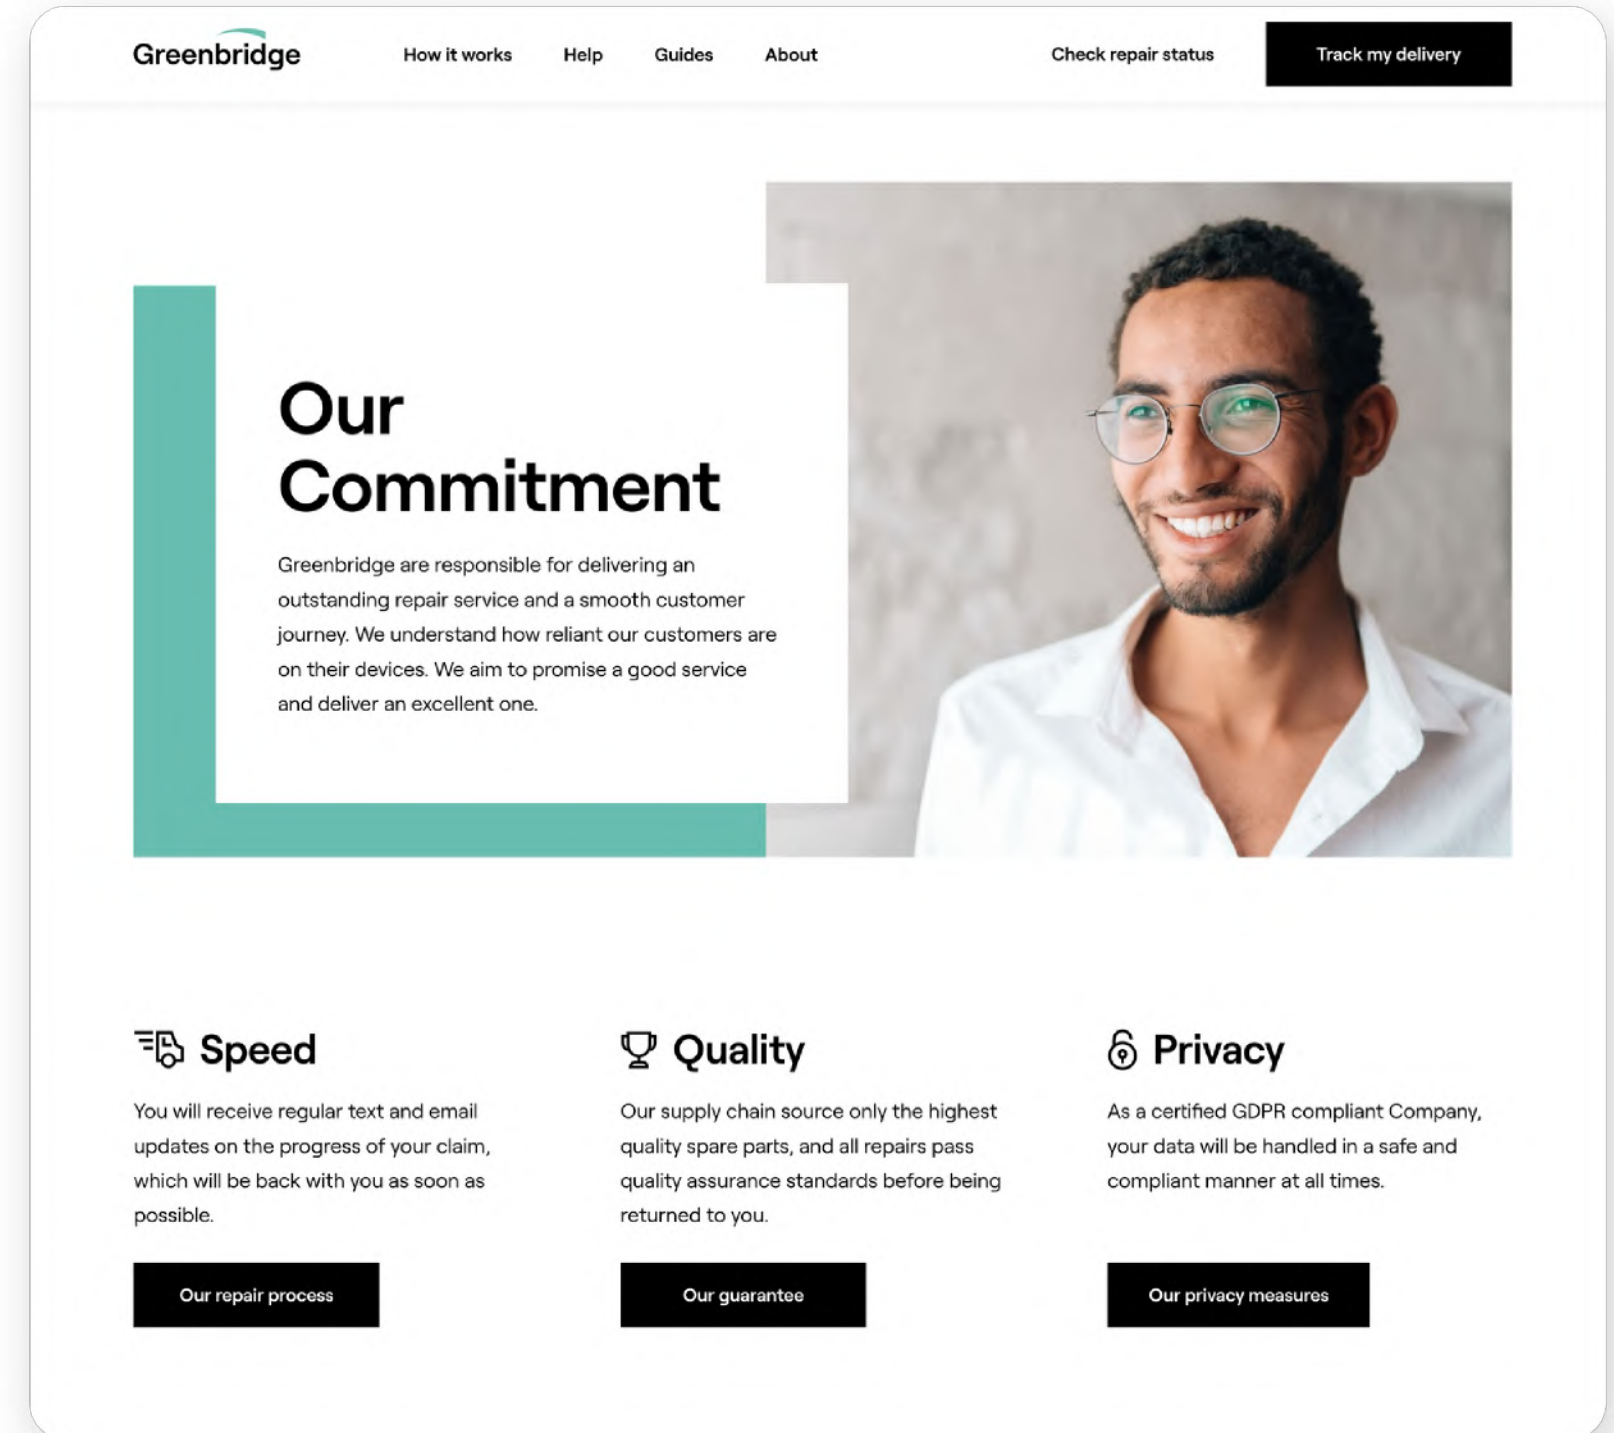 Greenbridge
How it works
Help
Guides
About
Check repair status
Track my delivery
Our
Commitment
Greenbridge are responsible for delivering an
outstanding repair service and a smooth customer
journey. We understand how reliant our customers are
on their devices. We aim to promise a good service
and deliver an excellent one.
Speed
You will receive regular text and email
updates on the progress of your claim,
which will be back with you as soon as
possible.
Our repair process
Quality
Our supply chain source only the highest
quality spare parts, and all repairs pass
quality assurance standards before being
returned to you.
Our guarantee
Privacy
As a certified GDPR compliant Company,
your data will be handled in a safe and
compliant manner at all times.
Our privacy measures